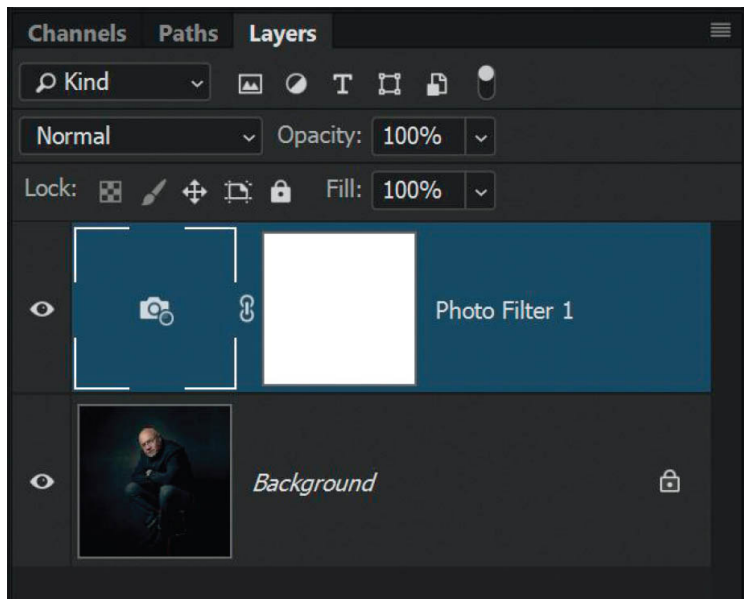 Channels Paths Layers
Kind T
Normal Opacity: 100%
Lock: Fill: 100%
Photo Filter 1
Background